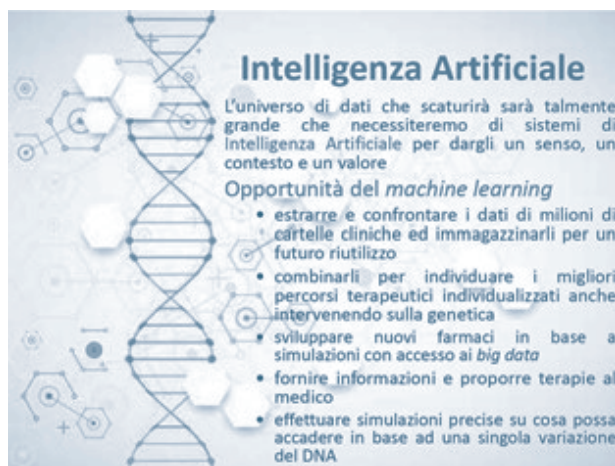 Intelligenza Artificiale
L'universo di dati che scaturirà sarà talmente
grande che necessiteremo di sistemi di
Intelligenza Artificiale per dargli un senso, un
contesto e un valore
Opportunità del machine learning
• estrarre e confrontare i dati di milioni di
cartelle cliniche ed immagazzinarli per un
futuro riutilizzo
• combinarli per individuare i migliori
percorsi terapeutici individualizzati anche
intervenendo sulla genetica
• sviluppare nuovi farmaci in base a
simulazioni con accesso ai big data
• fornire informazioni e proporre terapie al
medico
• effettuare simulazioni precise su cosa possa
accadere in base ad una singola variazione
del DNA